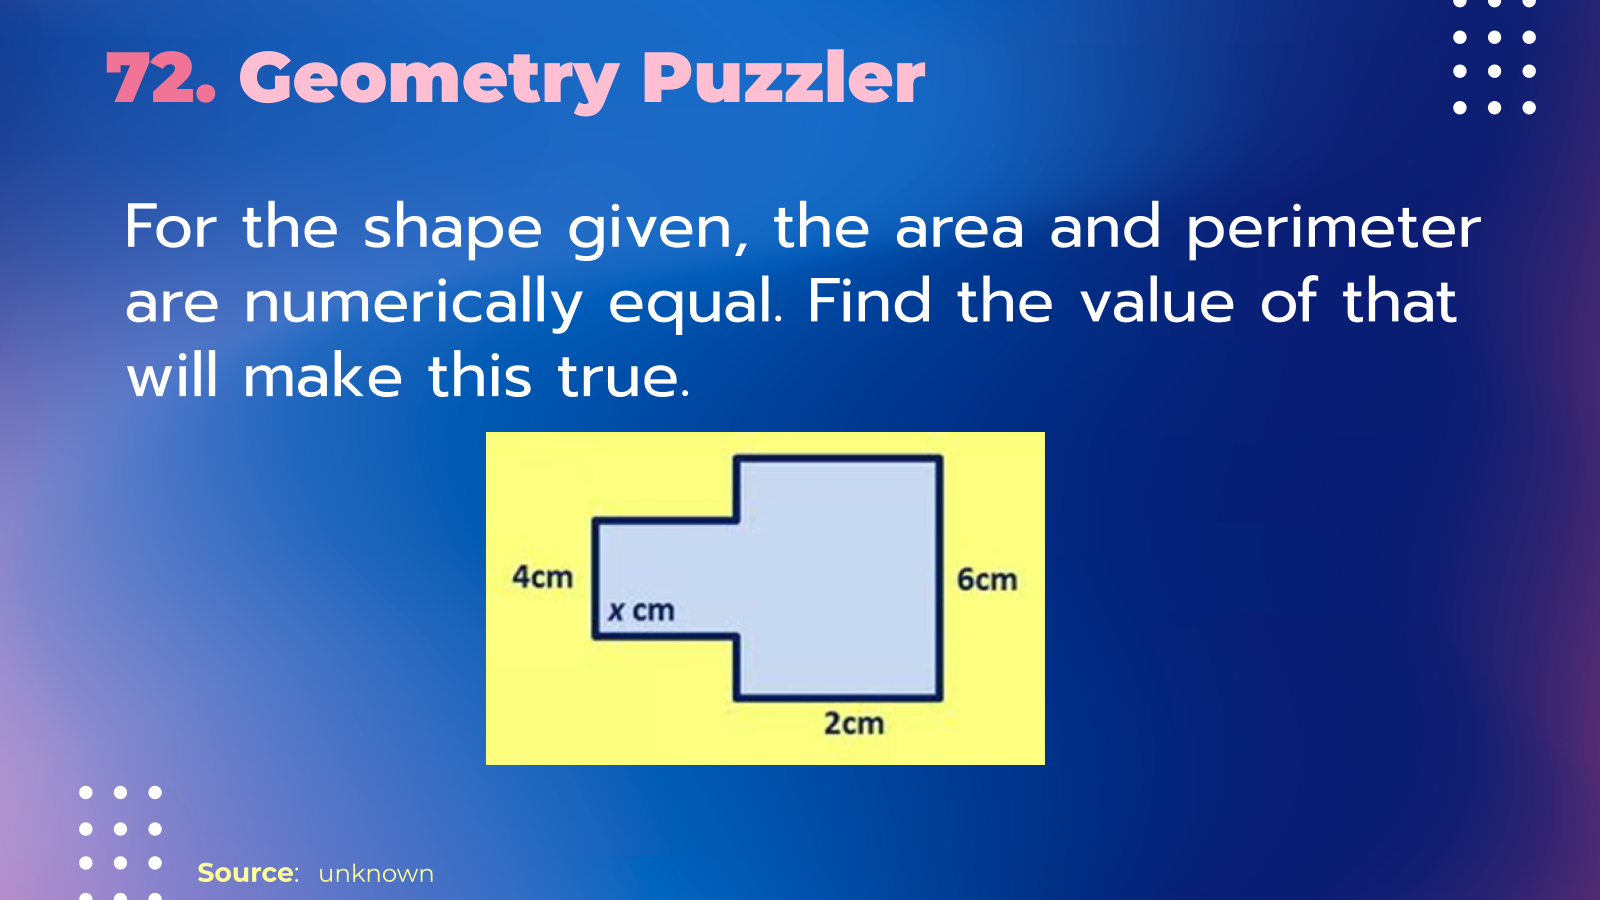 72. Geometry Puzzler
For the shape given, the area and perimeter
are numerically equal. Find the value of that
will make this true.
4cm
x cm
6cm
2cm
Source: unknown